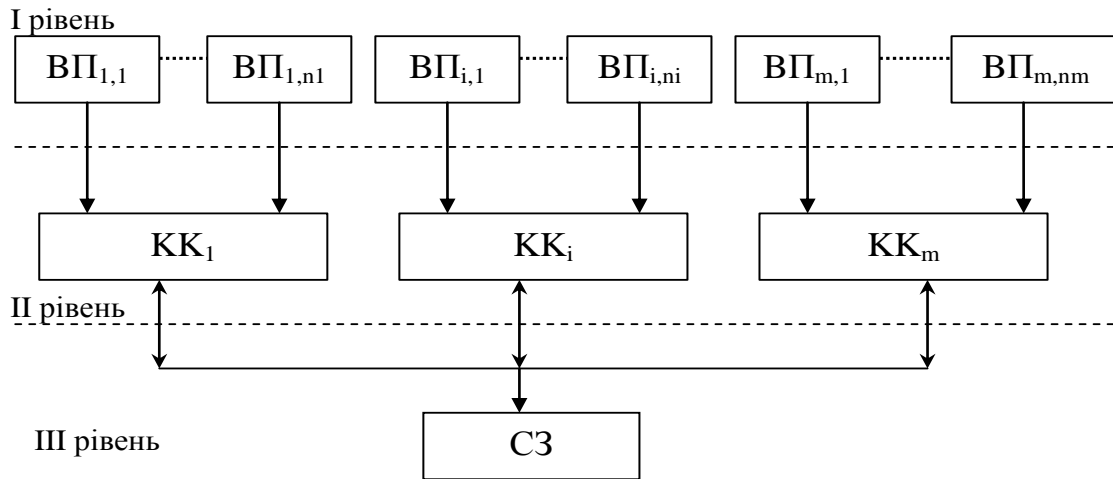 I рівень
ВП1,1 ВП1,n1 ВПi,1 ВПi,ni ВПm,1 ВПm,nm
КК1 ККi ККm
II рівень
III рівень
СЗ